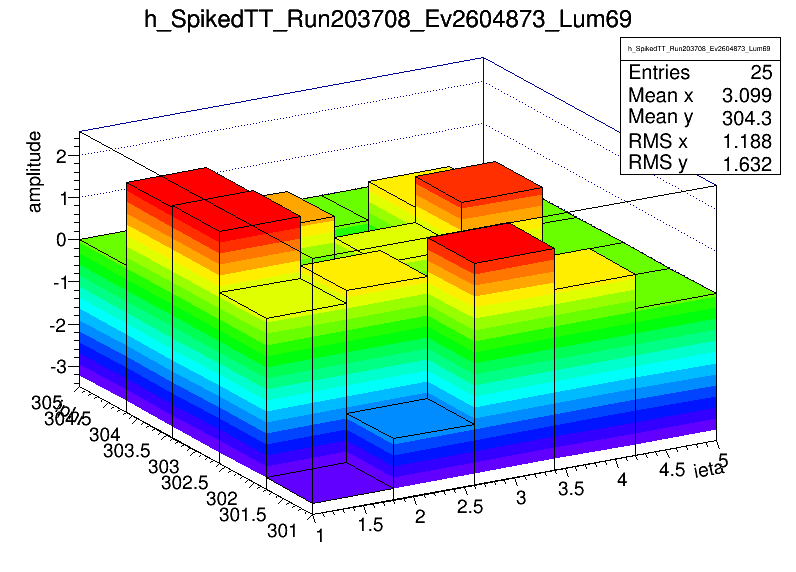 h_SpikedTT_Run203708_Ev2604873_Lum69
h_SpikedTT_Run203708_Ev2604873_Lum69
Entries 25
Mean x 3.099
Mean y 304.3
RMS x 1.188
RMS y 1.632
amplitude
2
1
0
-1
-2
-3
305
304.5
304
303.5
303
302.5
302
301.5
301
1
1.5
2
2.5
3
3.5
4
4.5
5
ieta